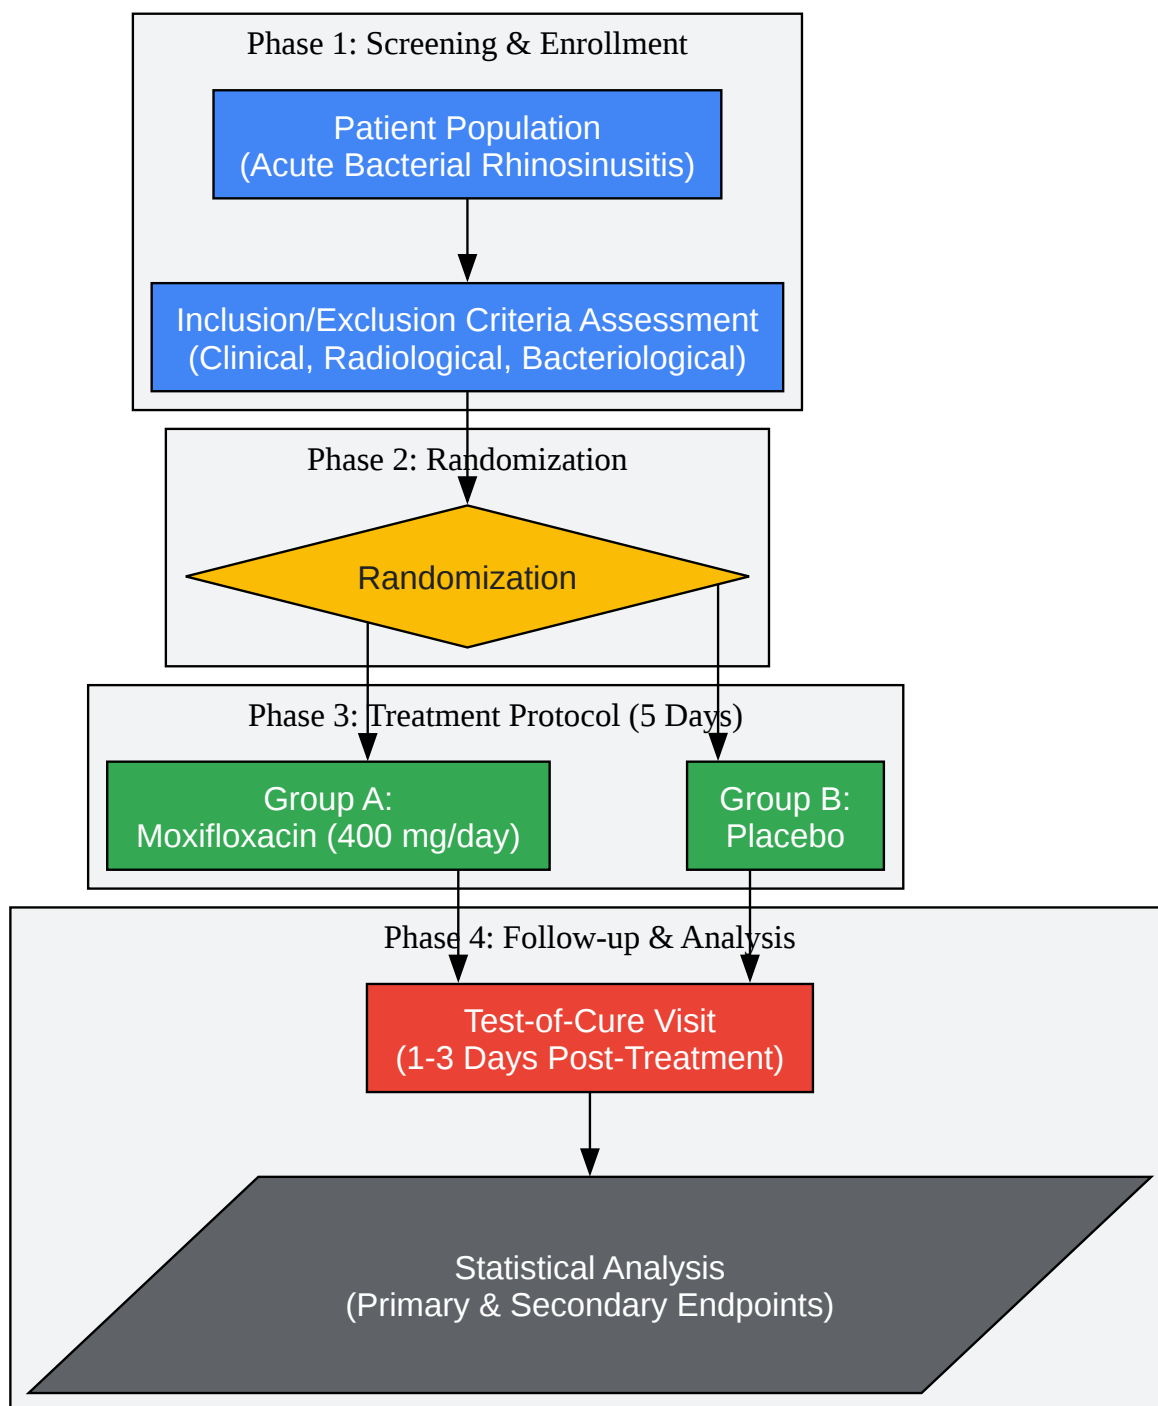 Phase 1: Screening & Enrollment
Patient Population
(Acute Bacterial Rhinosinusitis)
Inclusion/Exclusion Criteria Assessment
(Clinical, Radiological, Bacteriological)
Phase 2: Randomization
Randomization
Phase 3: Treatment Protocol (5 Days)
Group A:
Moxifloxacin (400 mg/day)
Group B:
Placebo
Phase 4: Follow-up & Analysis
Test-of-Cure Visit
(1-3 Days Post-Treatment)
Statistical Analysis
(Primary & Secondary Endpoints)